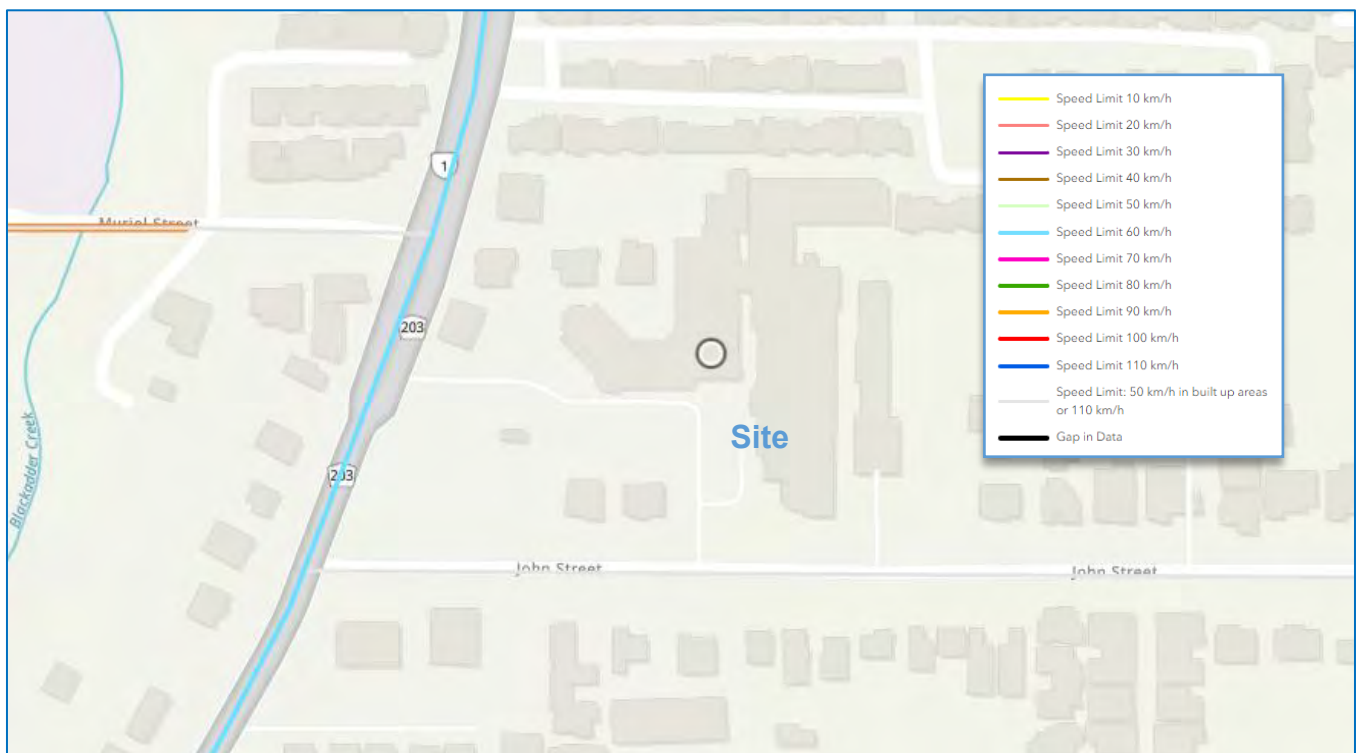 1
Muriel Street
203
203
Blackadder Creek
Site
John Street
John Street
Speed Limit 10 km/h
Speed Limit 20 km/h
Speed Limit 30 km/h
Speed Limit 40 km/h
Speed Limit 50 km/h
Speed Limit 60 km/h
Speed Limit 70 km/h
Speed Limit 80 km/h
Speed Limit 90 km/h
Speed Limit 100 km/h
Speed Limit 110 km/h
Speed Limit: 50 km/h in built up areas
or 110 km/h
Gap in Data